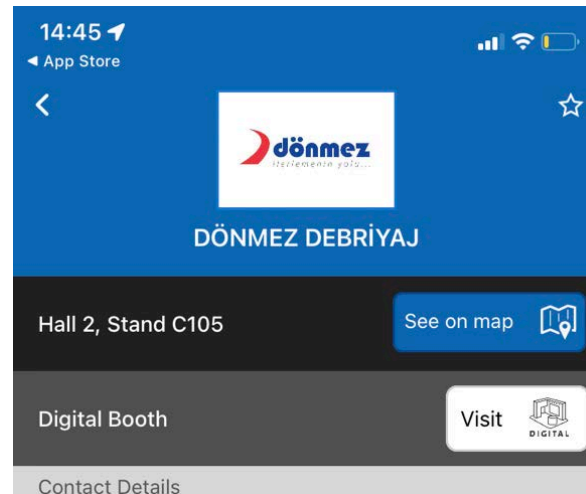 14:45
◀ App Store
dönmez
ilerlemenin yolu...
DÖNMEZ DEBRİYAJ
Hall 2, Stand C105
See on map
Digital Booth
Visit
DIGITAL
Contact Details